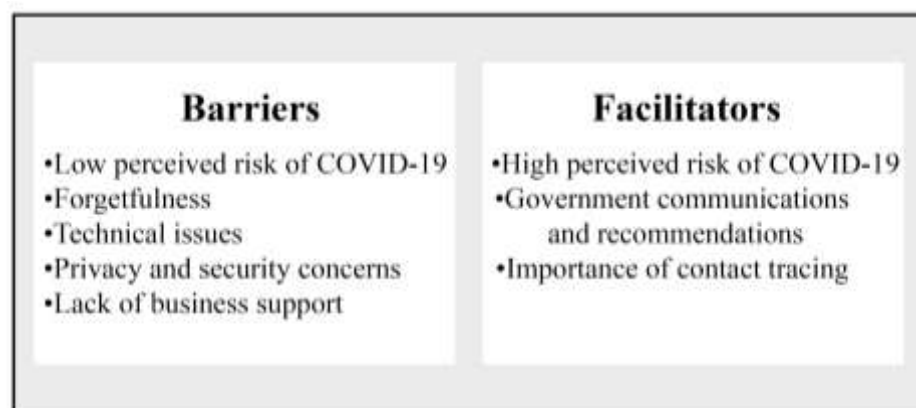 Barriers
•Low perceived risk of COVID-19
•Forgetfulness
•Technical issues
•Privacy and security concerns
•Lack of business support
Facilitators
•High perceived risk of COVID-19
•Government communications
and recommendations
•Importance of contact tracing